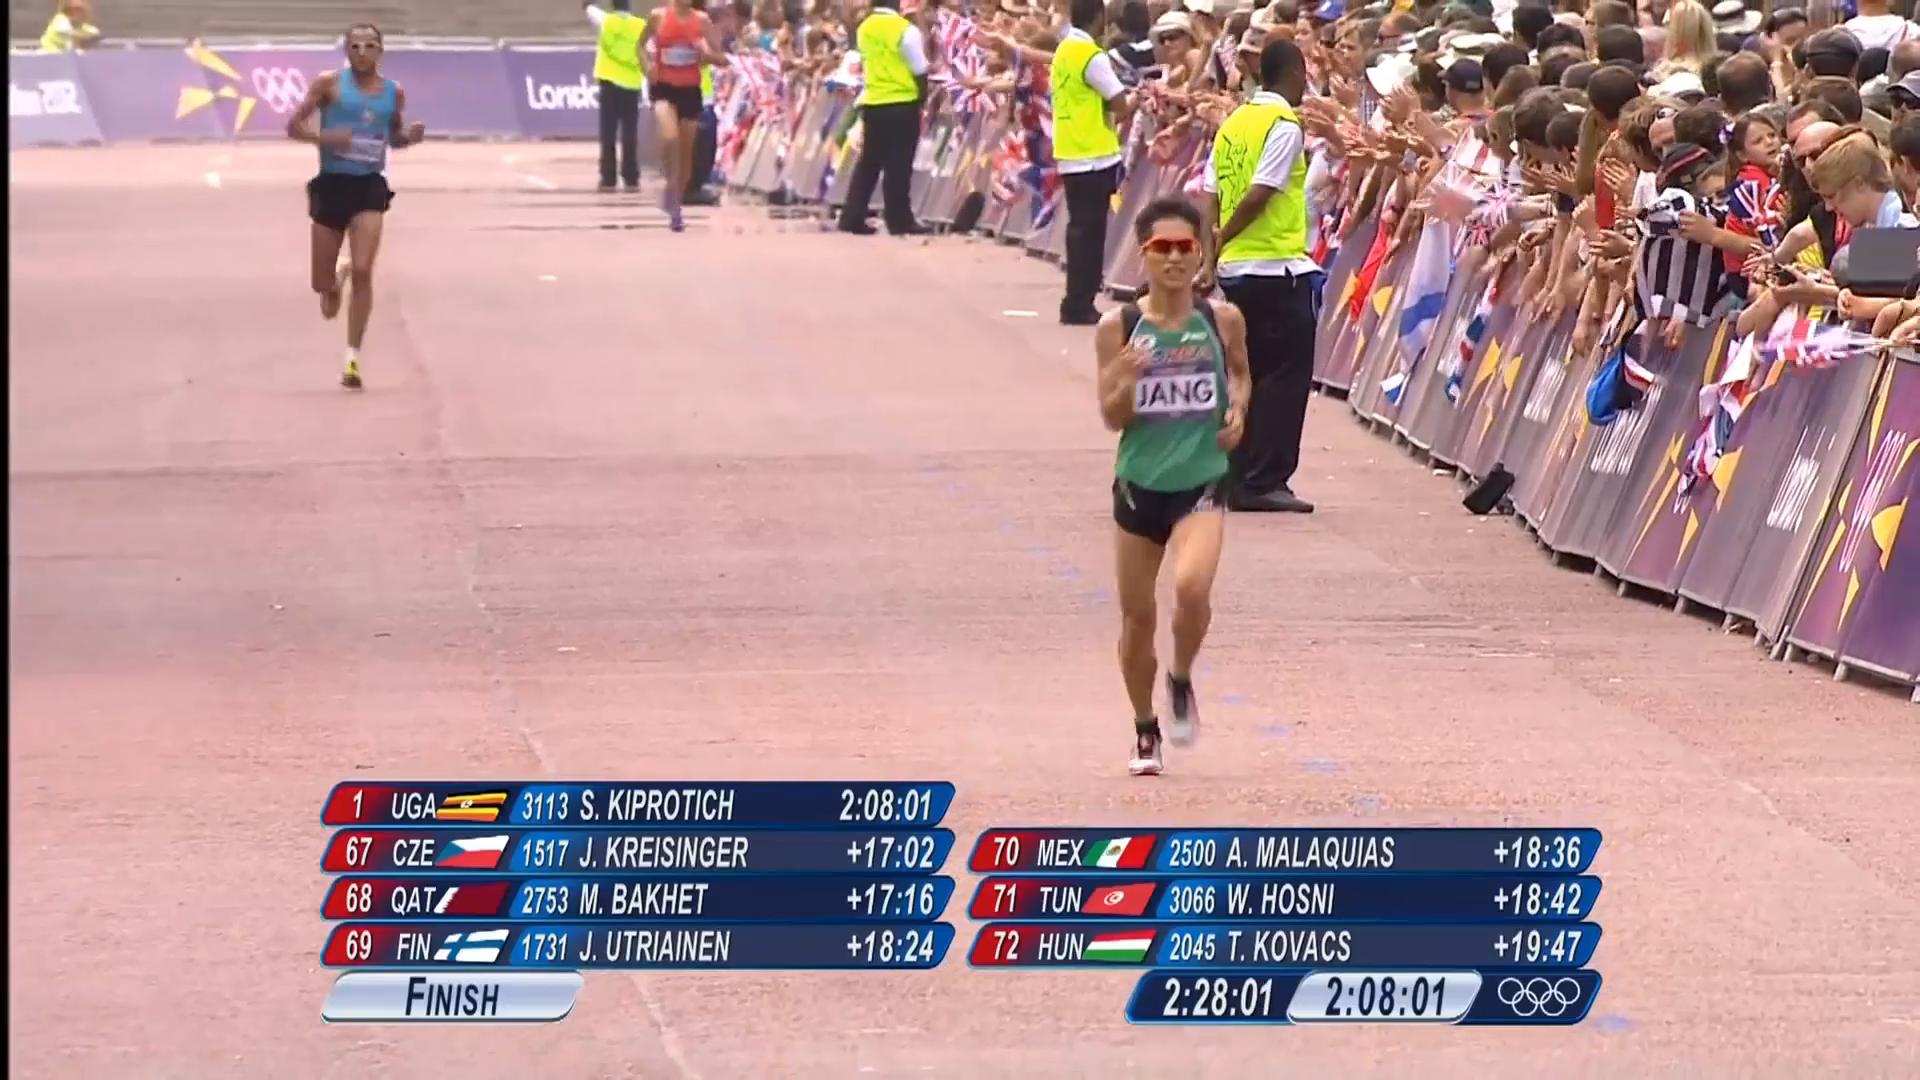 London 2012
London
JANG
1 UGA 3113 S. KIPROTICH 2:08:01
67 CZE 1517 J. KREISINGER +17:02
68 QAT 2753 M. BAKHET +17:16
69 FIN 1731 J. UTRIAINEN +18:24
70 MEX 2500 A. MALAQUIAS +18:36
71 TUN 3066 W. HOSNI +18:42
72 HUN 2045 T. KOVACS +19:47
FINISH
2:28:01 2:08:01